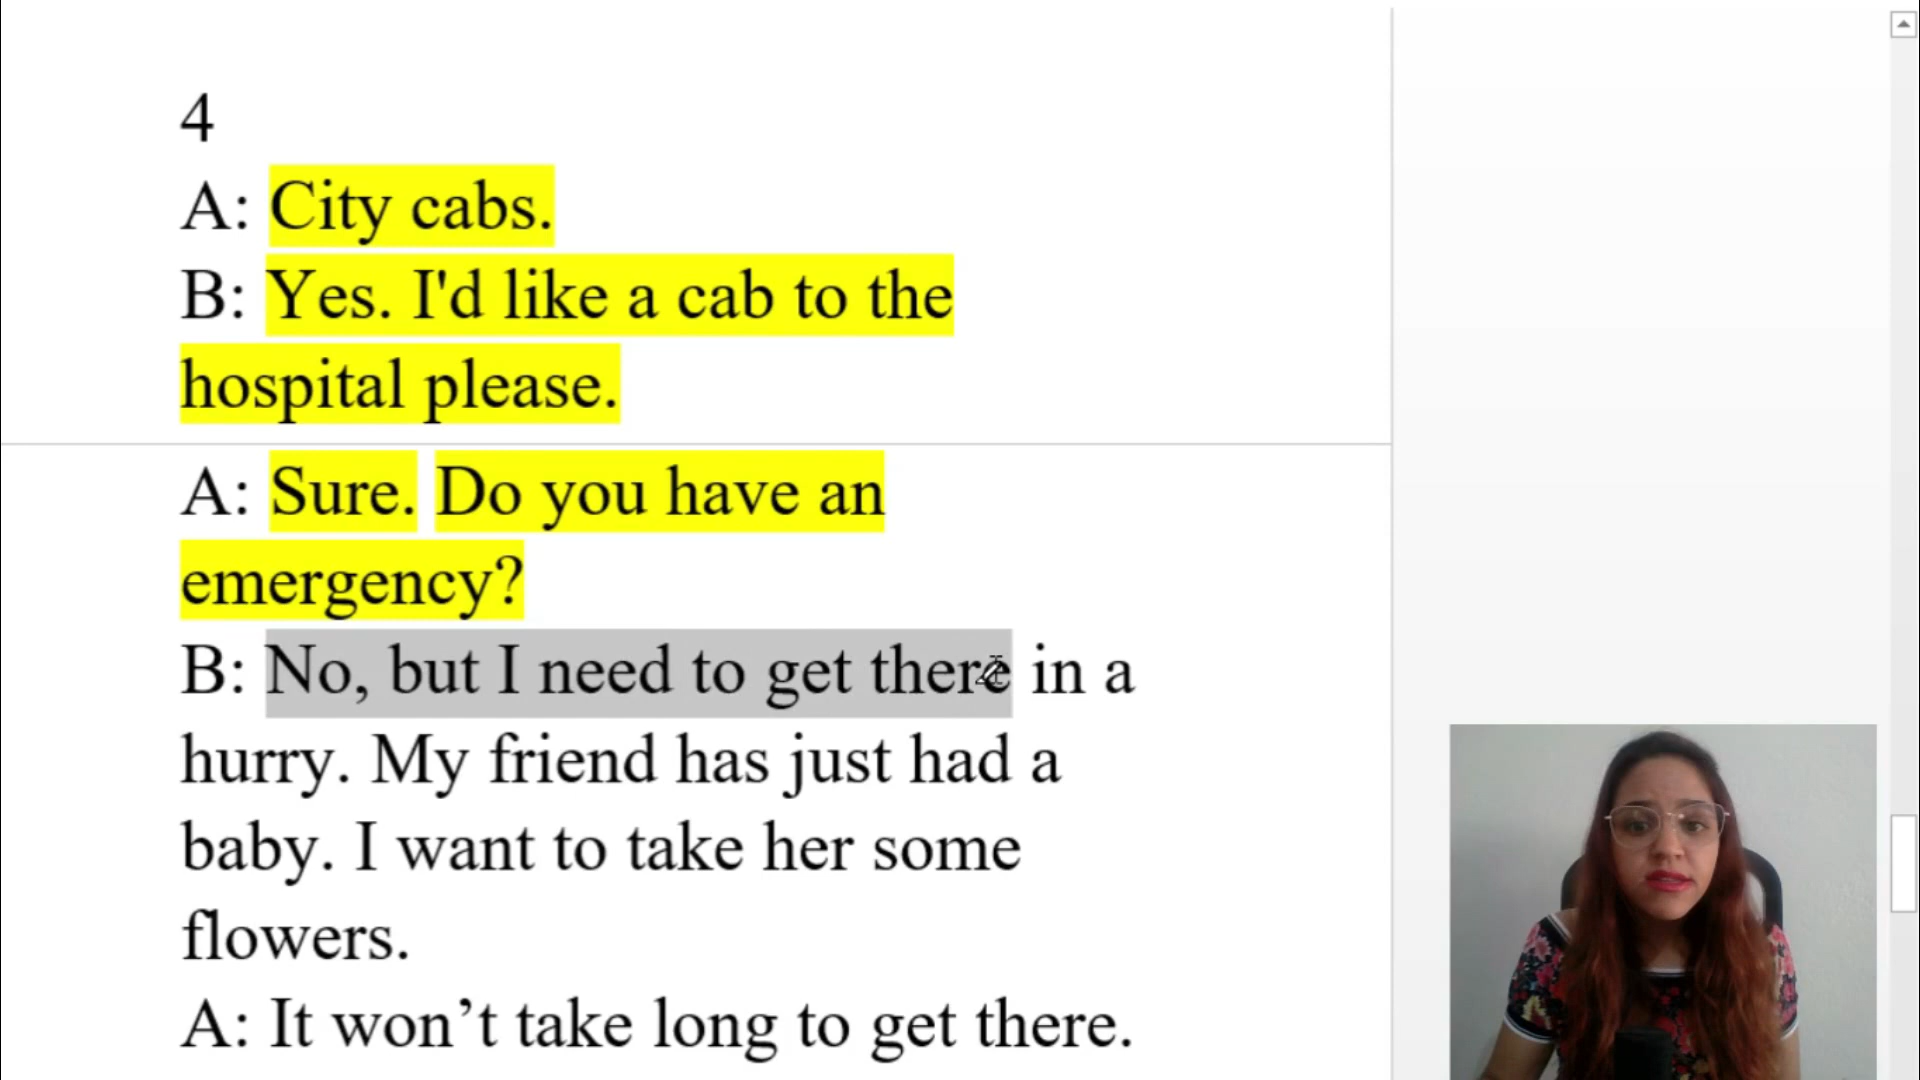 4
A: City cabs.
B: Yes. I'd like a cab to the
hospital please.
A: Sure. Do you have an
emergency?
B: No, but I need to get there in a
hurry. My friend has just had a
baby. I want to take her some
flowers.
A: It won’t take long to get there.